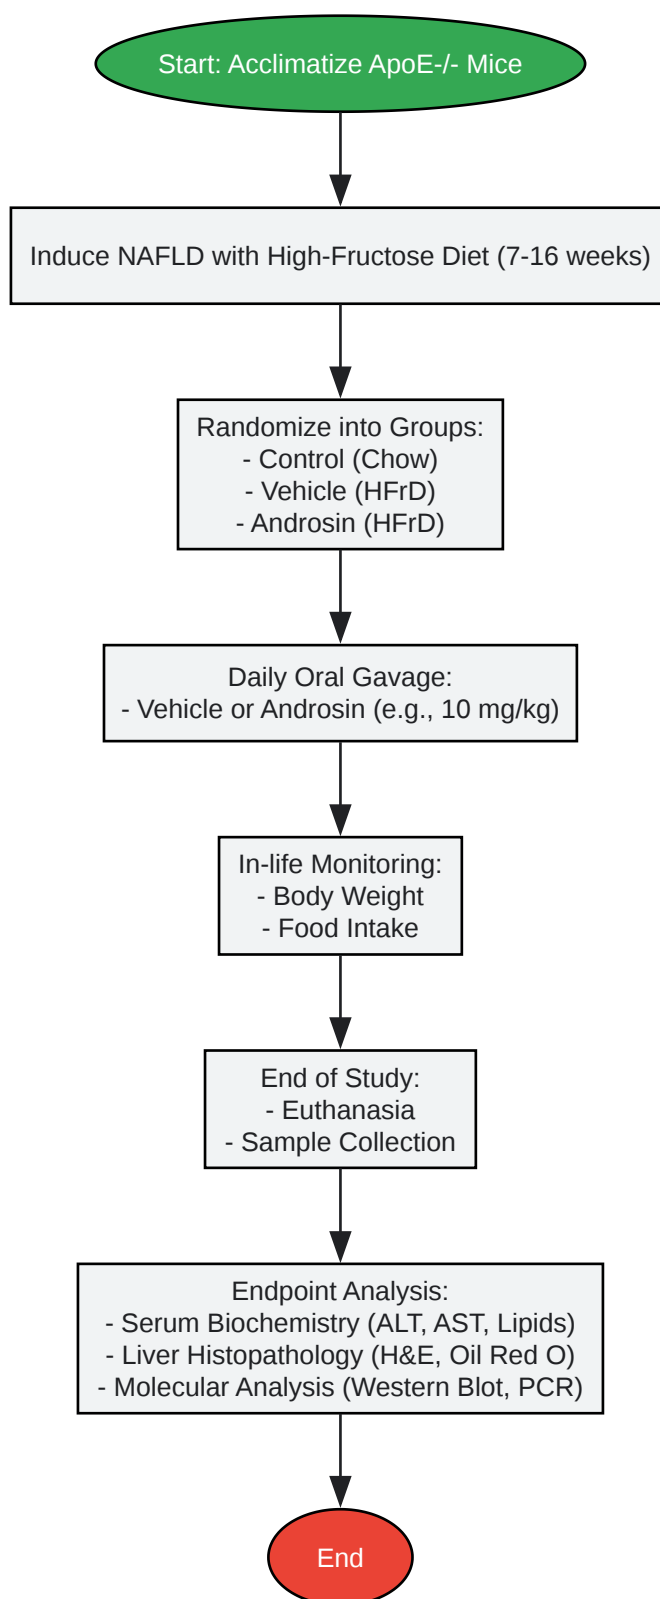 Start: Acclimatize ApoE-/- Mice
Induce NAFLD with High-Fructose Diet (7-16 weeks)
Randomize into Groups:
- Control (Chow)
- Vehicle (HFrD)
- Androsin (HFrD)
Daily Oral Gavage:
- Vehicle or Androsin (e.g., 10 mg/kg)
In-life Monitoring:
- Body Weight
- Food Intake
End of Study:
- Euthanasia
- Sample Collection
Endpoint Analysis:
- Serum Biochemistry (ALT, AST, Lipids)
- Liver Histopathology (H&E, Oil Red O)
- Molecular Analysis (Western Blot, PCR)
End